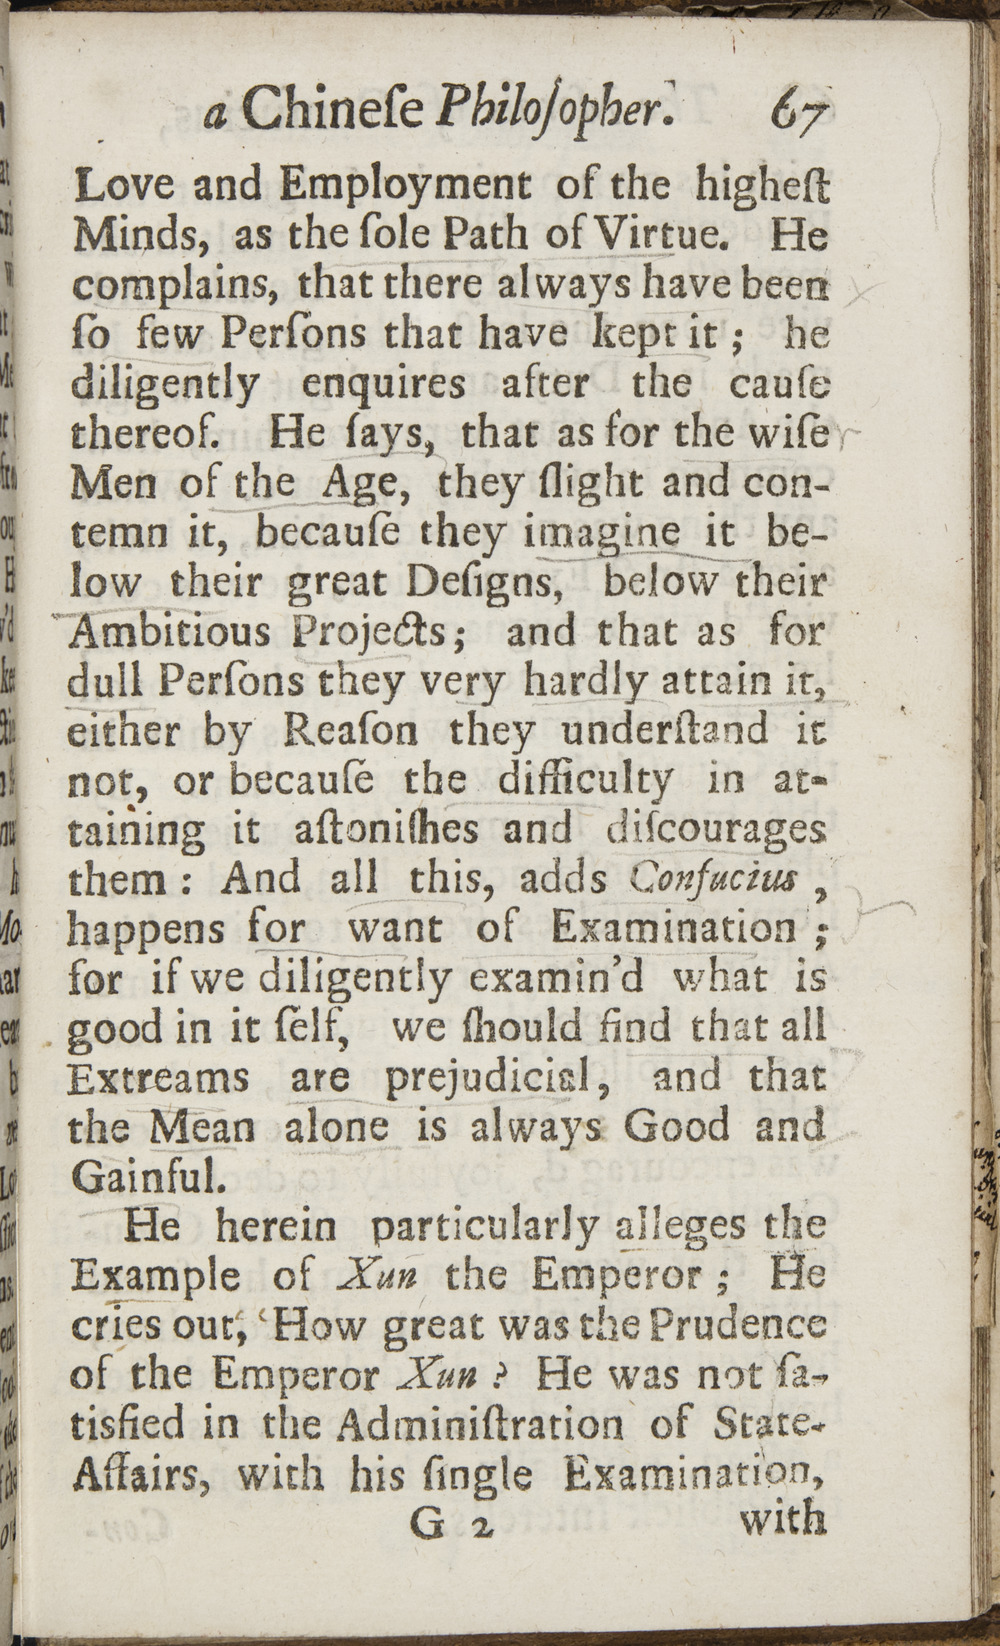 a Chineſe Philoſopher. 67
Love and Employment of the higheſt
Minds, as the ſole Path of Virtue. He
complains, that there always have been
ſo few Perſons that have kept it; he
diligently enquires after the cauſe
thereof. He ſays, that as for the wiſe
Men of the Age, they ſlight and con-
temn it, becauſe they imagine it be-
low their great Deſigns, below their
Ambitious Projects; and that as for
dull Perſons they very hardly attain it,
either by Reaſon they underſtand it
not, or becauſe the difficulty in at-
taining it aſtoniſhes and diſcourages
them: And all this, adds Confucius,
happens for want of Examination;
for if we diligently examin'd what is
good in it ſelf, we ſhould find that all
Extreams are prejudicial, and that
the Mean alone is always Good and
Gainful.
He herein particularly alleges the
Example of Xun the Emperor; He
cries out, ‘How great was the Prudence
of the Emperor Xun? He was not ſa-
tisfied in the Adminiſtration of State-
Affairs, with his ſingle Examination,
G 2 with